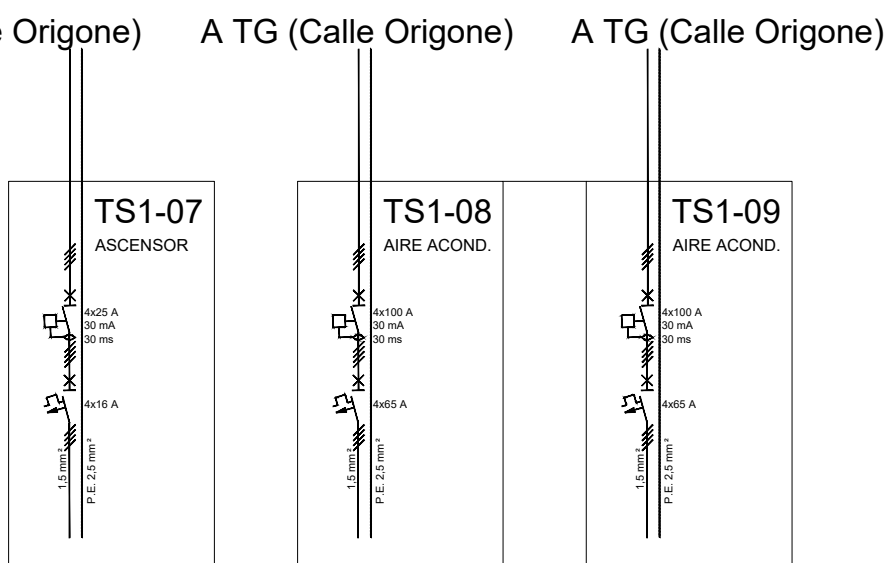 Origone)
A TG (Calle Origone)
A TG (Calle Origone)
TS1-07
ASCENSOR
4x25 A
30 mA
30 ms
4x16 A
1,5 mm²
P.E. 2,5 mm²
TS1-08
AIRE ACOND.
4x100 A
30 mA
30 ms
4x65 A
1,5 mm²
P.E. 2,5 mm²
TS1-09
AIRE ACOND.
4x100 A
30 mA
30 ms
4x65 A
1,5 mm²
P.E. 2,5 mm²